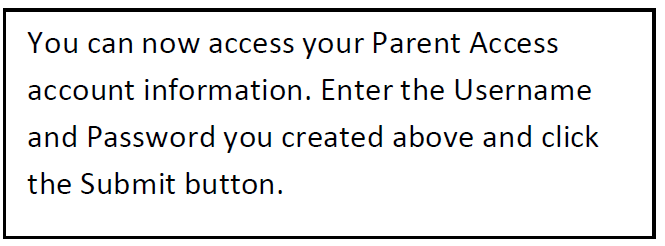 You can now access your Parent Access
account information. Enter the Username
and Password you created above and click
the Submit button.